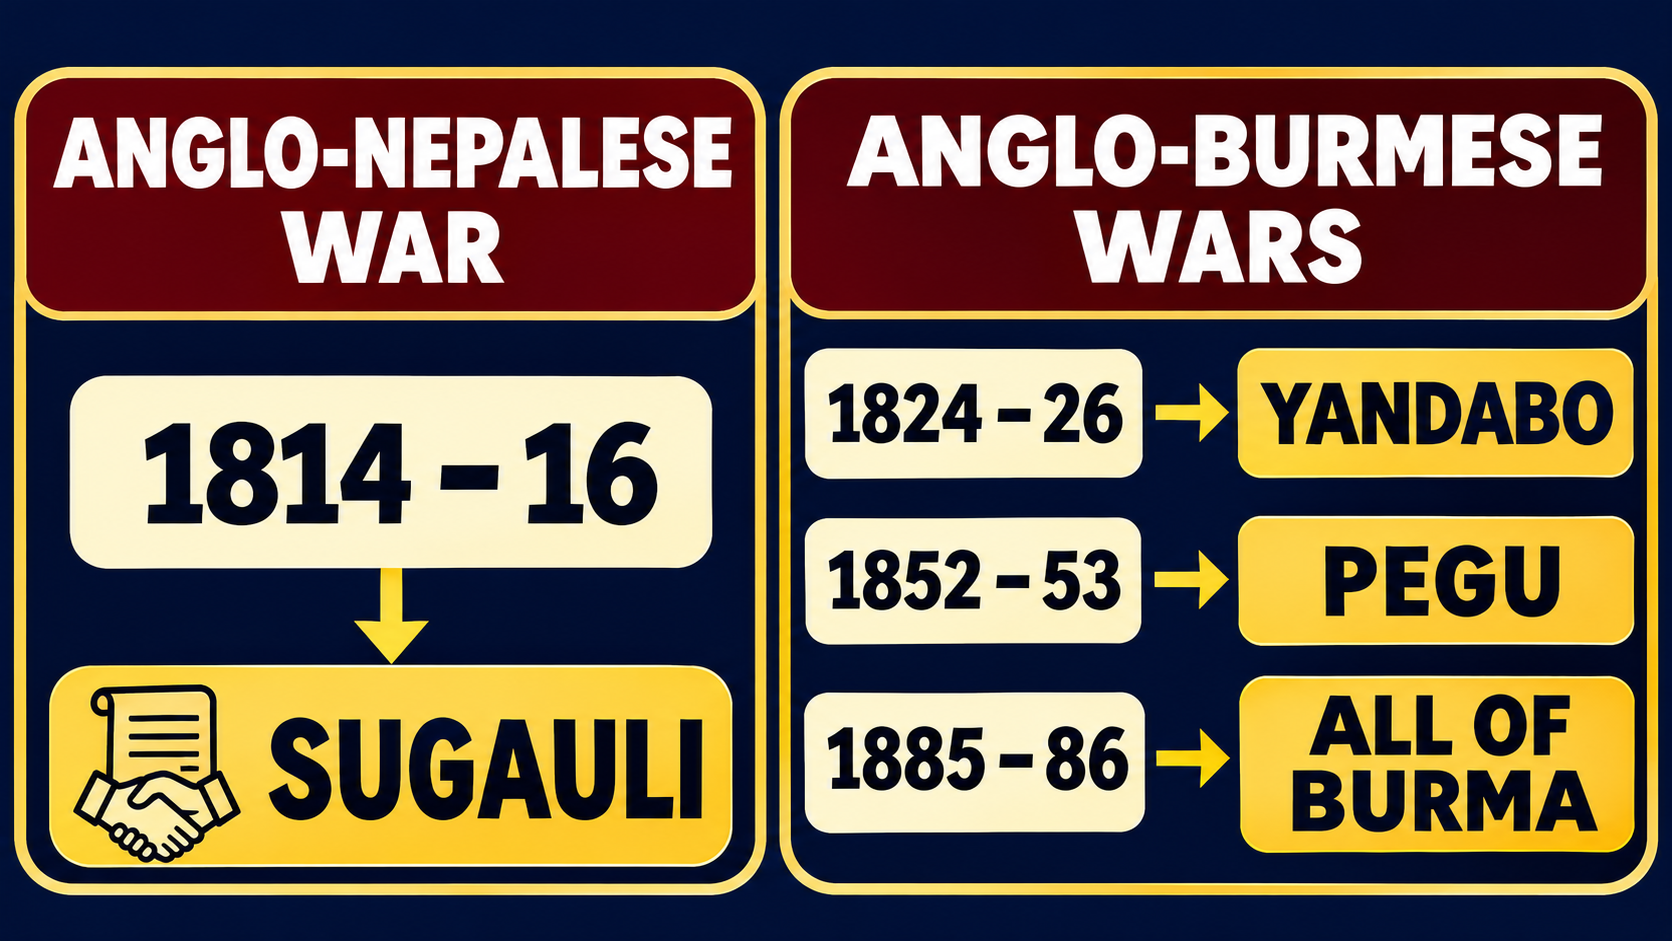 ANGLO-NEPALESE
WAR
1814 – 16
SUGAULI
ANGLO-BURMESE
WARS
1824 – 26
YANDABO
1852 – 53
PEGU
1885 – 86
ALL OF
BURMA